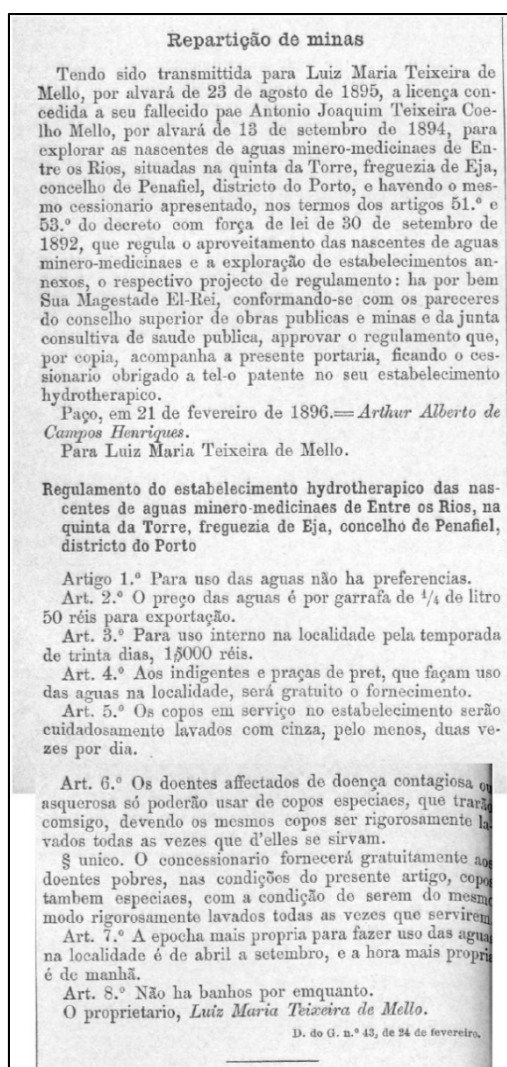 Repartição de minas
Tendo sido transmittida para Luiz Maria Teixeira de
Mello, por alvará de 23 de agosto de 1895, a licença con-
cedida a seu fallecido pae Antonio Joaquim Teixeira Coe-
lho Mello, por alvará de 13 de setembro de 1894, para
explorar as nascentes de aguas minero-medicinaes de En-
tre os Rios, situadas na quinta da Torre, freguezia de Eja,
concelho de Penafiel, districto do Porto, e havendo o mes-
mo cessionario apresentado, nos termos dos artigos 51.º e
53.º do decreto com força de lei de 30 de setembro de
1892, que regula o aproveitamento das nascentes de aguas
minero-medicinaes e a exploração de estabelecimentos an-
nexos, o respectivo projecto de regulamento: ha por bem
Sua Magestade El-Rei, conformando-se com os pareceres
do conselho superior de obras publicas e minas e da junta
consultiva de saude publica, approvar o regulamento que,
por copia, acompanha a presente portaria, ficando o ces-
sionario obrigado a tel-o patente no seu estabelecimento
hydrotherapico.
Paço, em 21 de fevereiro de 1896.=Arthur Alberto de
Campos Henriques.
Para Luiz Maria Teixeira de Mello.
Regulamento do estabelecimento hydrotherapico das nas-
centes de aguas minero-medicinaes de Entre os Rios, na
quinta da Torre, freguezia de Eja, concelho de Penafiel,
districto do Porto
Artigo 1.º Para uso das aguas não ha preferencias.
Art. 2.º O preço das aguas é por garrafa de 1/4 de litro
50 réis para exportação.
Art. 3.º Para uso interno na localidade pela temporada
de trinta dias, 1$000 réis.
Art. 4.º Aos indigentes e praças de pret, que façam uso
das aguas na localidade, será gratuito o fornecimento.
Art. 5.º Os copos em serviço no estabelecimento serão
cuidadosamente lavados com cinza, pelo menos, duas ve-
zes por dia.
Art. 6.º Os doentes affectados de doença contagiosa ou
asquerosa só poderão usar de copos especiaes, que trarão
comsigo, devendo os mesmos copos ser rigorosamente la-
vados todas as vezes que d'elles se sirvam.
§ unico. O concessionario fornecerá gratuitamente aos
doentes pobres, nas condições do presente artigo, copos
tambem especiaes, com a condição de serem do mesmo
modo rigorosamente lavados todas as vezes que servirem.
Art. 7.º A epocha mais propria para fazer uso das aguas
na localidade é de abril a setembro, e a hora mais propria
é de manhã.
Art. 8.º Não ha banhos por emquanto.
O proprietario, Luiz Maria Teixeira de Mello.
D. do G. n.º 43, de 24 de fevereiro.